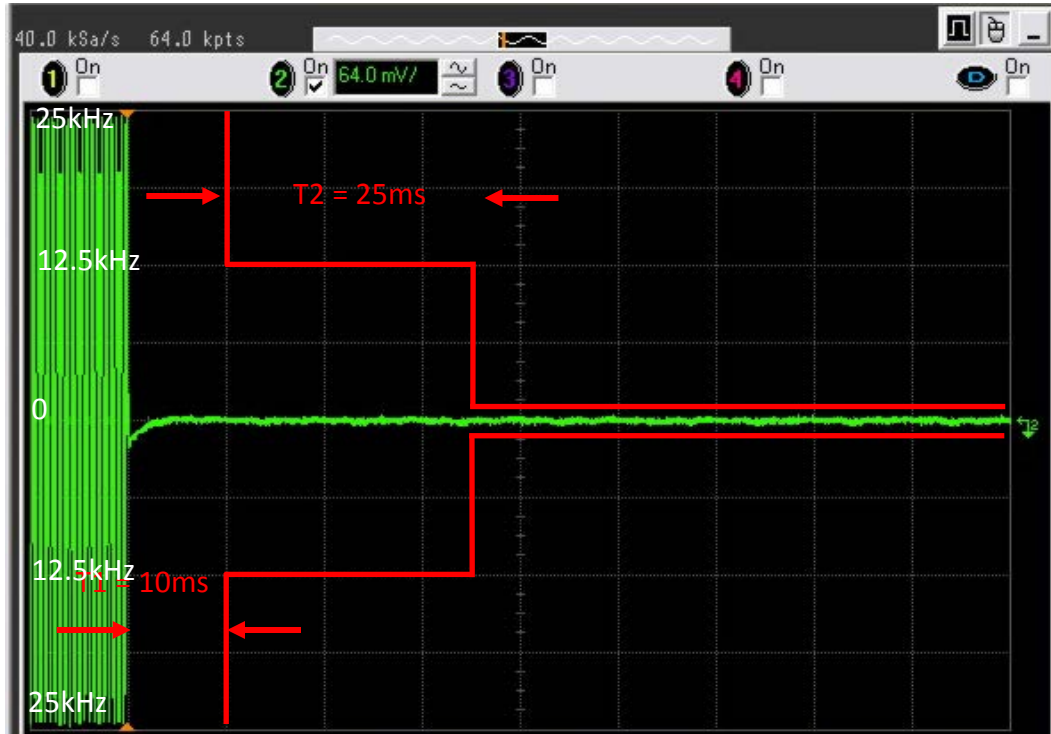 40.0 kSa/s 64.0 kpts
1 On 2 On 64.0 mV/ 3 On 4 On D On
25kHz
T2 = 25ms
12.5kHz
0
2
12.5kHz
T1 = 10ms
25kHz